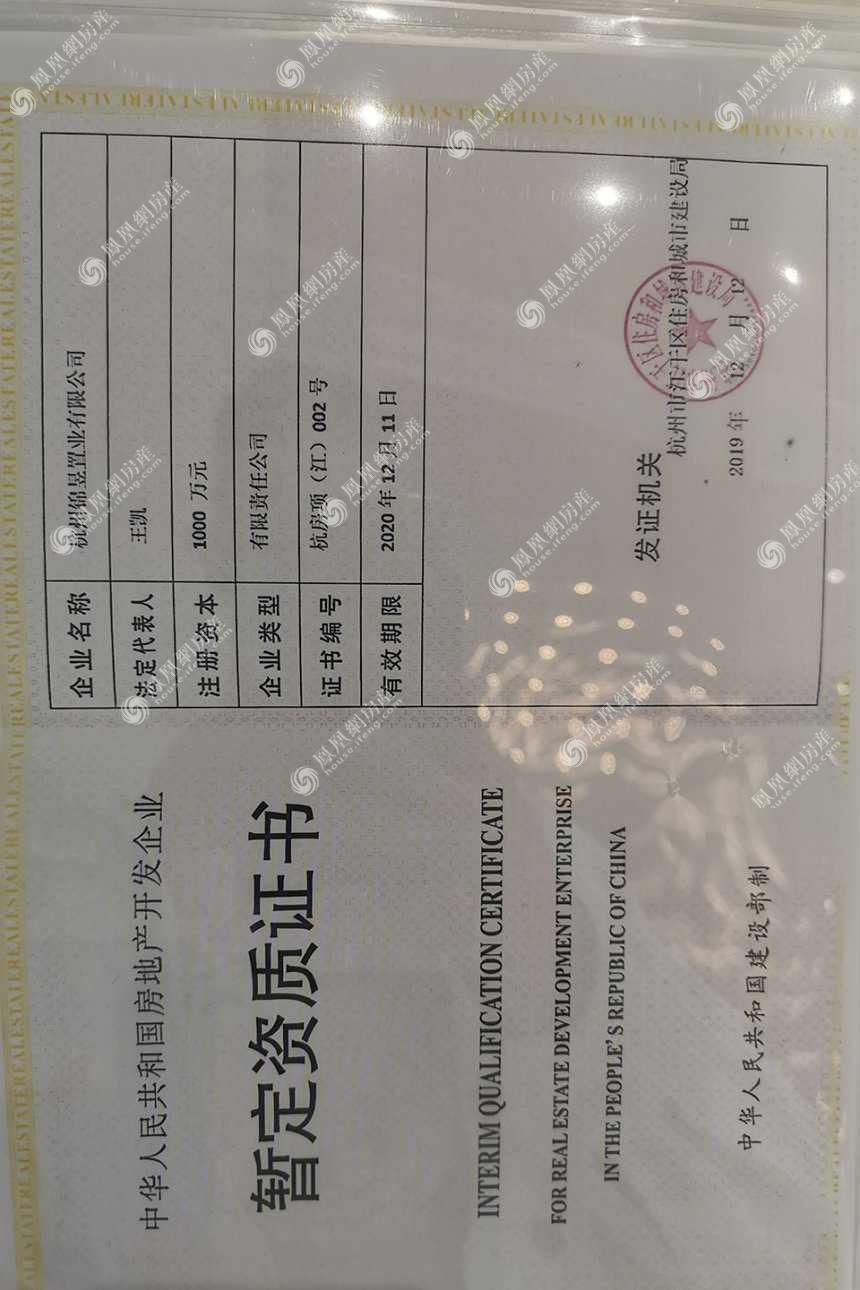 中华人民共和国房地产开发企业
暂定资质证书
INTERIM QUALIFICATION CERTIFICATE
FOR REAL ESTATE DEVELOPMENT ENTERPRISE
IN THE PEOPLE'S REPUBLIC OF CHINA
中华人民共和国建设部制
企业名称 杭州锦昱置业有限公司
法定代表人 王凯
注册资本 1000 万元
企业类型 有限责任公司
证书编号 杭房项（江）002 号
有效期限 2020 年 12 月 11 日
发证机关
杭州市江干区住房和城市建设局
2019 年 12 月 12 日
凤凰網房产
house.ifeng.com